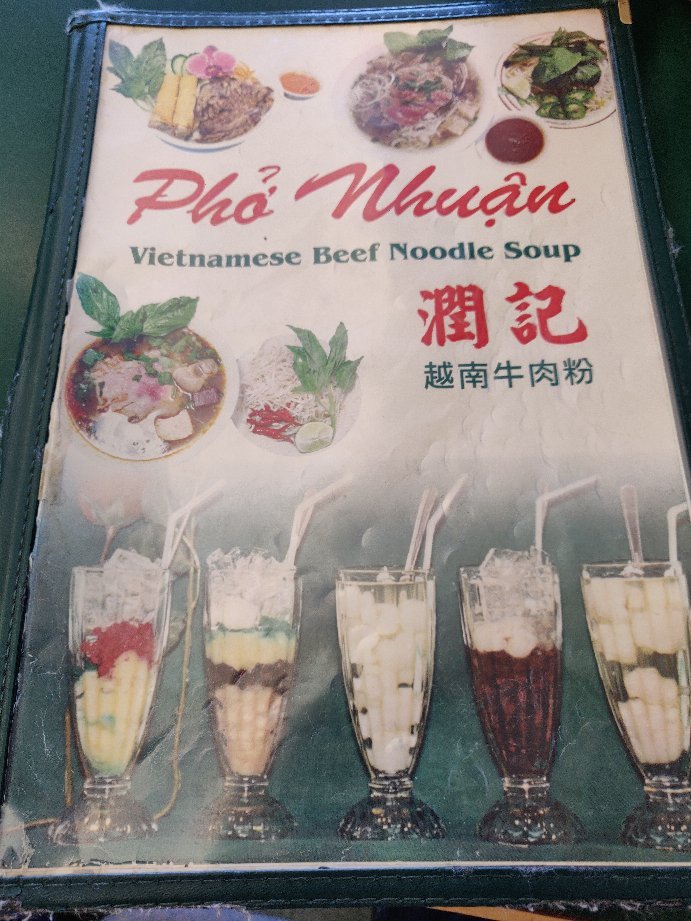 Phở Nhuận
Vietnamese Beef Noodle Soup
潤記
越南牛肉粉